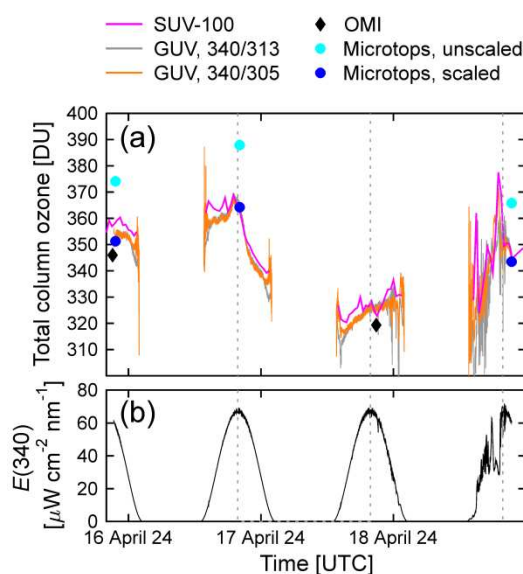 SUV-100
GUV, 340/313
GUV, 340/305
OMI
Microtops, unscaled
Microtops, scaled
Total column ozone [DU]
400
390
380
370
360
350
340
330
320
310
(a)
E(340)
[µW cm-2 nm-1]
80
60
40
20
0
(b)
16 April 24
17 April 24
18 April 24
Time [UTC]